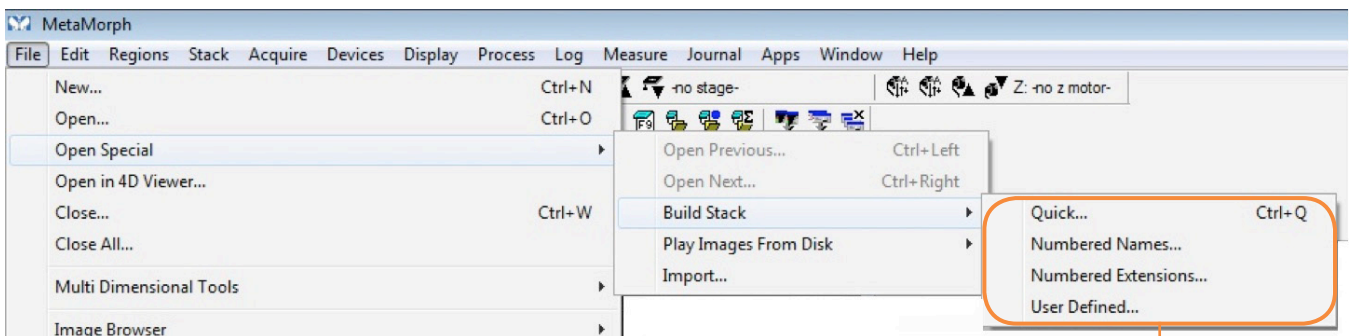 MetaMorph
File Edit Regions Stack Acquire Devices Display Process Log Measure Journal Apps Window Help
New... Ctrl+N
-no stage- Z: -no z motor-
Open... Ctrl+O
F9
Open Special
Open Previous... Ctrl+Left
Open in 4D Viewer...
Open Next... Ctrl+Right
Close... Ctrl+W
Build Stack
Quick... Ctrl+Q
Close All...
Play Images From Disk
Numbered Names...
Import...
Numbered Extensions...
Multi Dimensional Tools
User Defined...
Image Browser